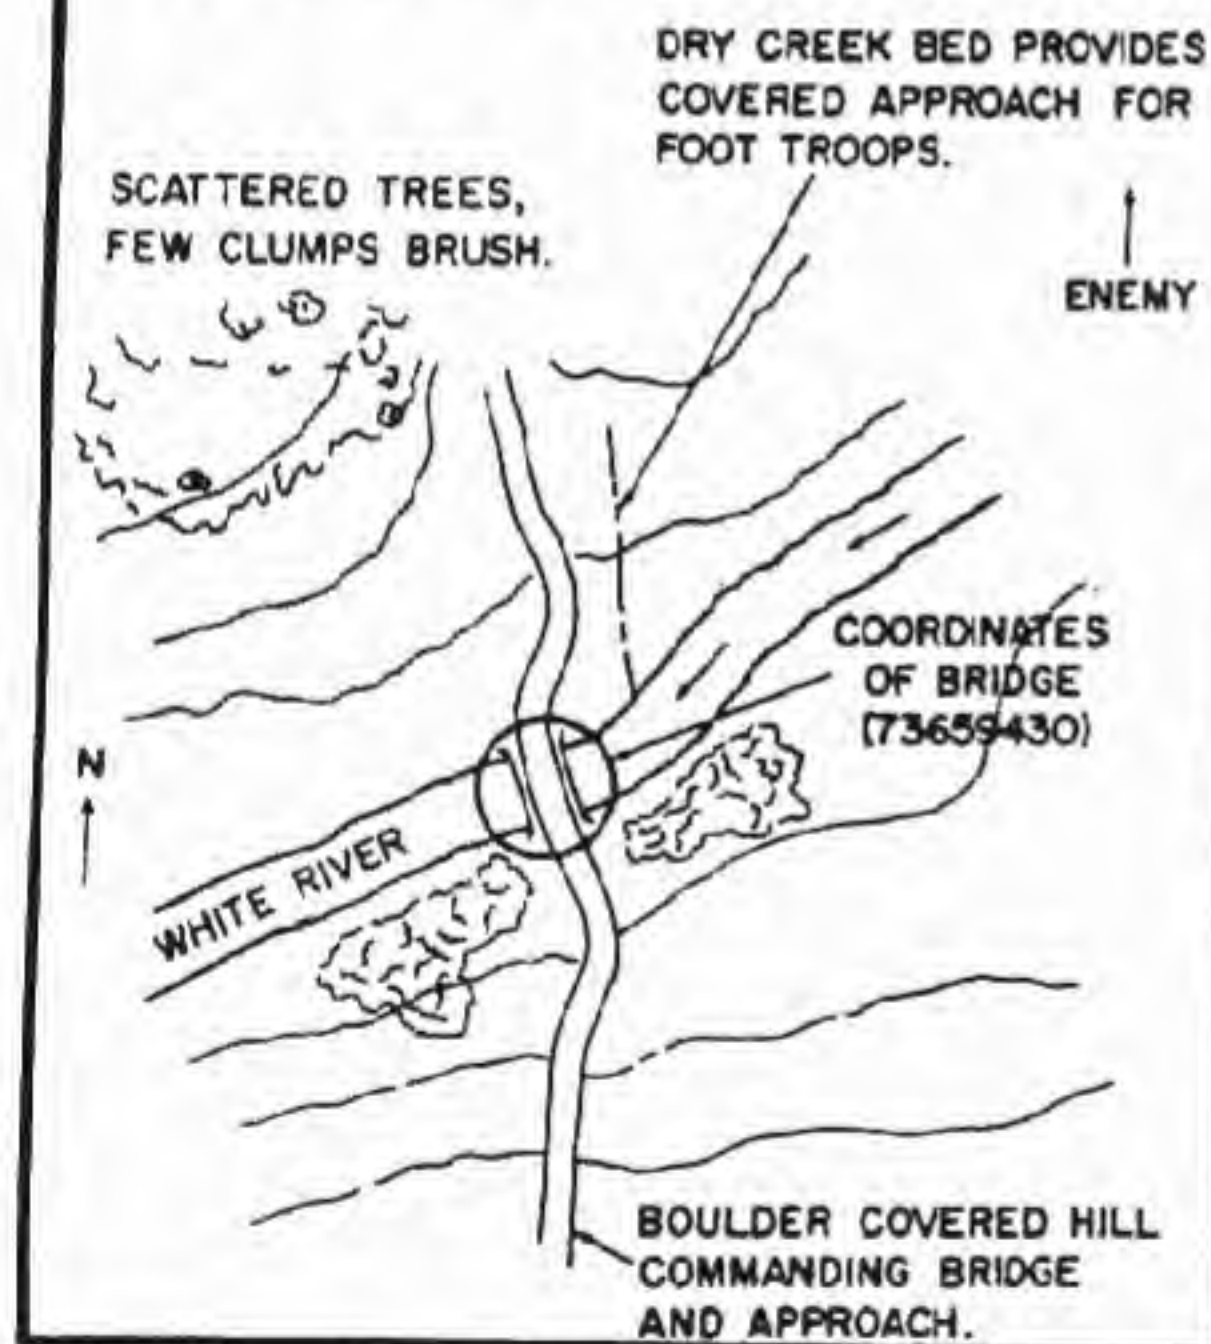 DRY CREEK BED PROVIDES
COVERED APPROACH FOR
FOOT TROOPS.
SCATTERED TREES,
FEW CLUMPS BRUSH.
ENEMY
COORDINATES
OF BRIDGE
(73659430)
N
WHITE RIVER
BOULDER COVERED HILL
COMMANDING BRIDGE
AND APPROACH.